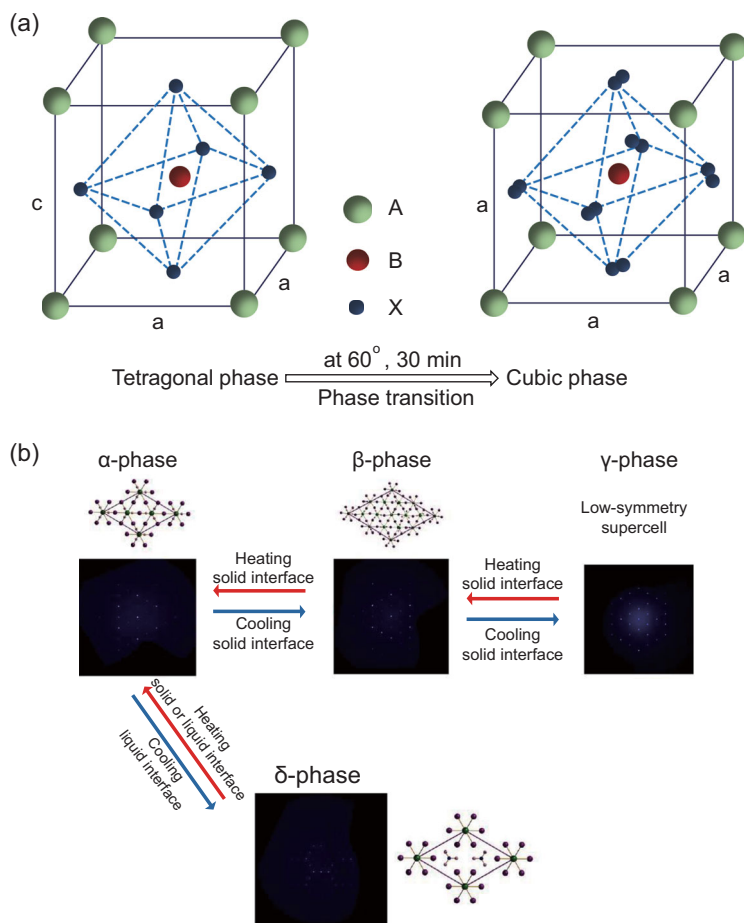 (a)
c
a
a
A
B
X
a
a
a
Tetragonal phase
at 60°, 30 min
Phase transition
Cubic phase
(b)
α-phase
β-phase
γ-phase
Low-symmetry
supercell
Heating
solid interface
Cooling
solid interface
Heating
solid interface
Cooling
solid interface
Heating
solid or liquid interface
Cooling
liquid interface
δ-phase